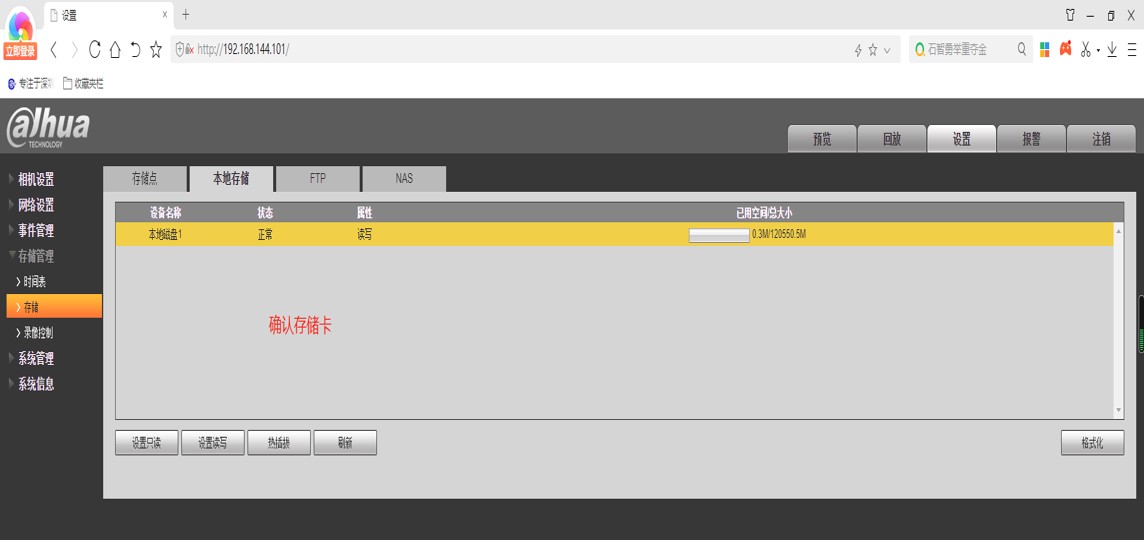 设置
立即登录
http://192.168.144.101/
石智勇举重夺金
专注于深
收藏夹栏
alhua
TECHNOLOGY
预览
回放
设置
报警
注销
相机设置
网络设置
事件管理
存储管理
时间表
存储
录像控制
系统管理
系统信息
存储点
本地存储
FTP
NAS
设备名称 状态 属性 已用空间/总大小
本地磁盘1 正常 读写 0.3M/120550.5M
确认存储卡
设置只读
设置读写
热插拔
刷新
格式化